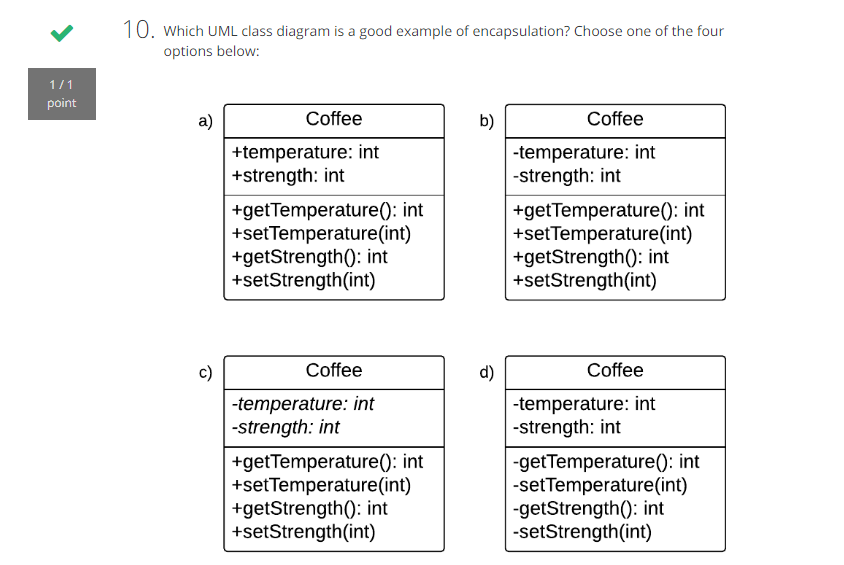 10. Which UML class diagram is a good example of encapsulation? Choose one of the four
options below:
1 / 1
point
a)
Coffee
+temperature: int
+strength: int
+getTemperature(): int
+setTemperature(int)
+getStrength(): int
+setStrength(int)
b)
Coffee
-temperature: int
-strength: int
+getTemperature(): int
+setTemperature(int)
+getStrength(): int
+setStrength(int)
c)
Coffee
-temperature: int
-strength: int
+getTemperature(): int
+setTemperature(int)
+getStrength(): int
+setStrength(int)
d)
Coffee
-temperature: int
-strength: int
-getTemperature(): int
-setTemperature(int)
-getStrength(): int
-setStrength(int)